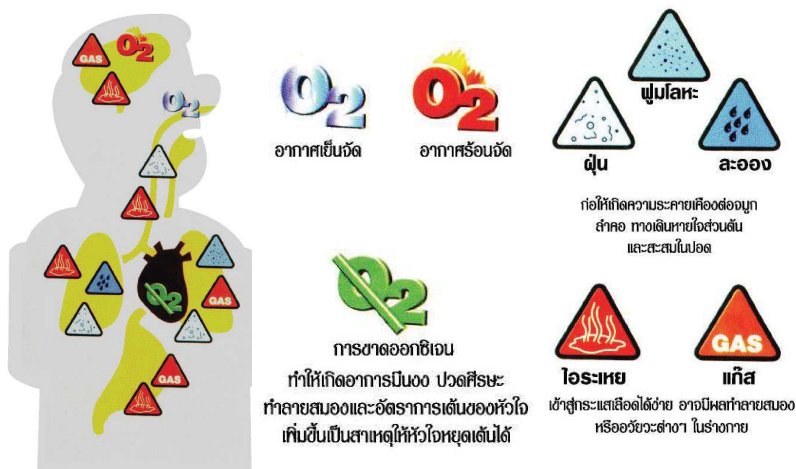 GAS
O2
O2
O2
GAS
GAS
O2
อากาศเย็นจัด
O2
อากาศร้อนจัด
ฟูมโลหะ
ฝุ่น
ละออง
ก่อให้เกิดความระคายเคืองต่อจมูก
ลำคอ ทางเดินหายใจส่วนต้น
และสะสมในปอด
O2
การขาดออกซิเจน
ทำให้เกิดอาการมึนงง ปวดศีรษะ
ทำลายสมองและอัตราการเต้นของหัวใจ
เพิ่มขึ้นเป็นสาเหตุให้หัวใจหยุดเต้นได้
ไอระเหย
GAS
แก๊ส
เข้าสู่กระแสเลือดได้ง่าย อาจมีผลทำลายสมอง
หรืออวัยวะต่างๆ ในร่างกาย